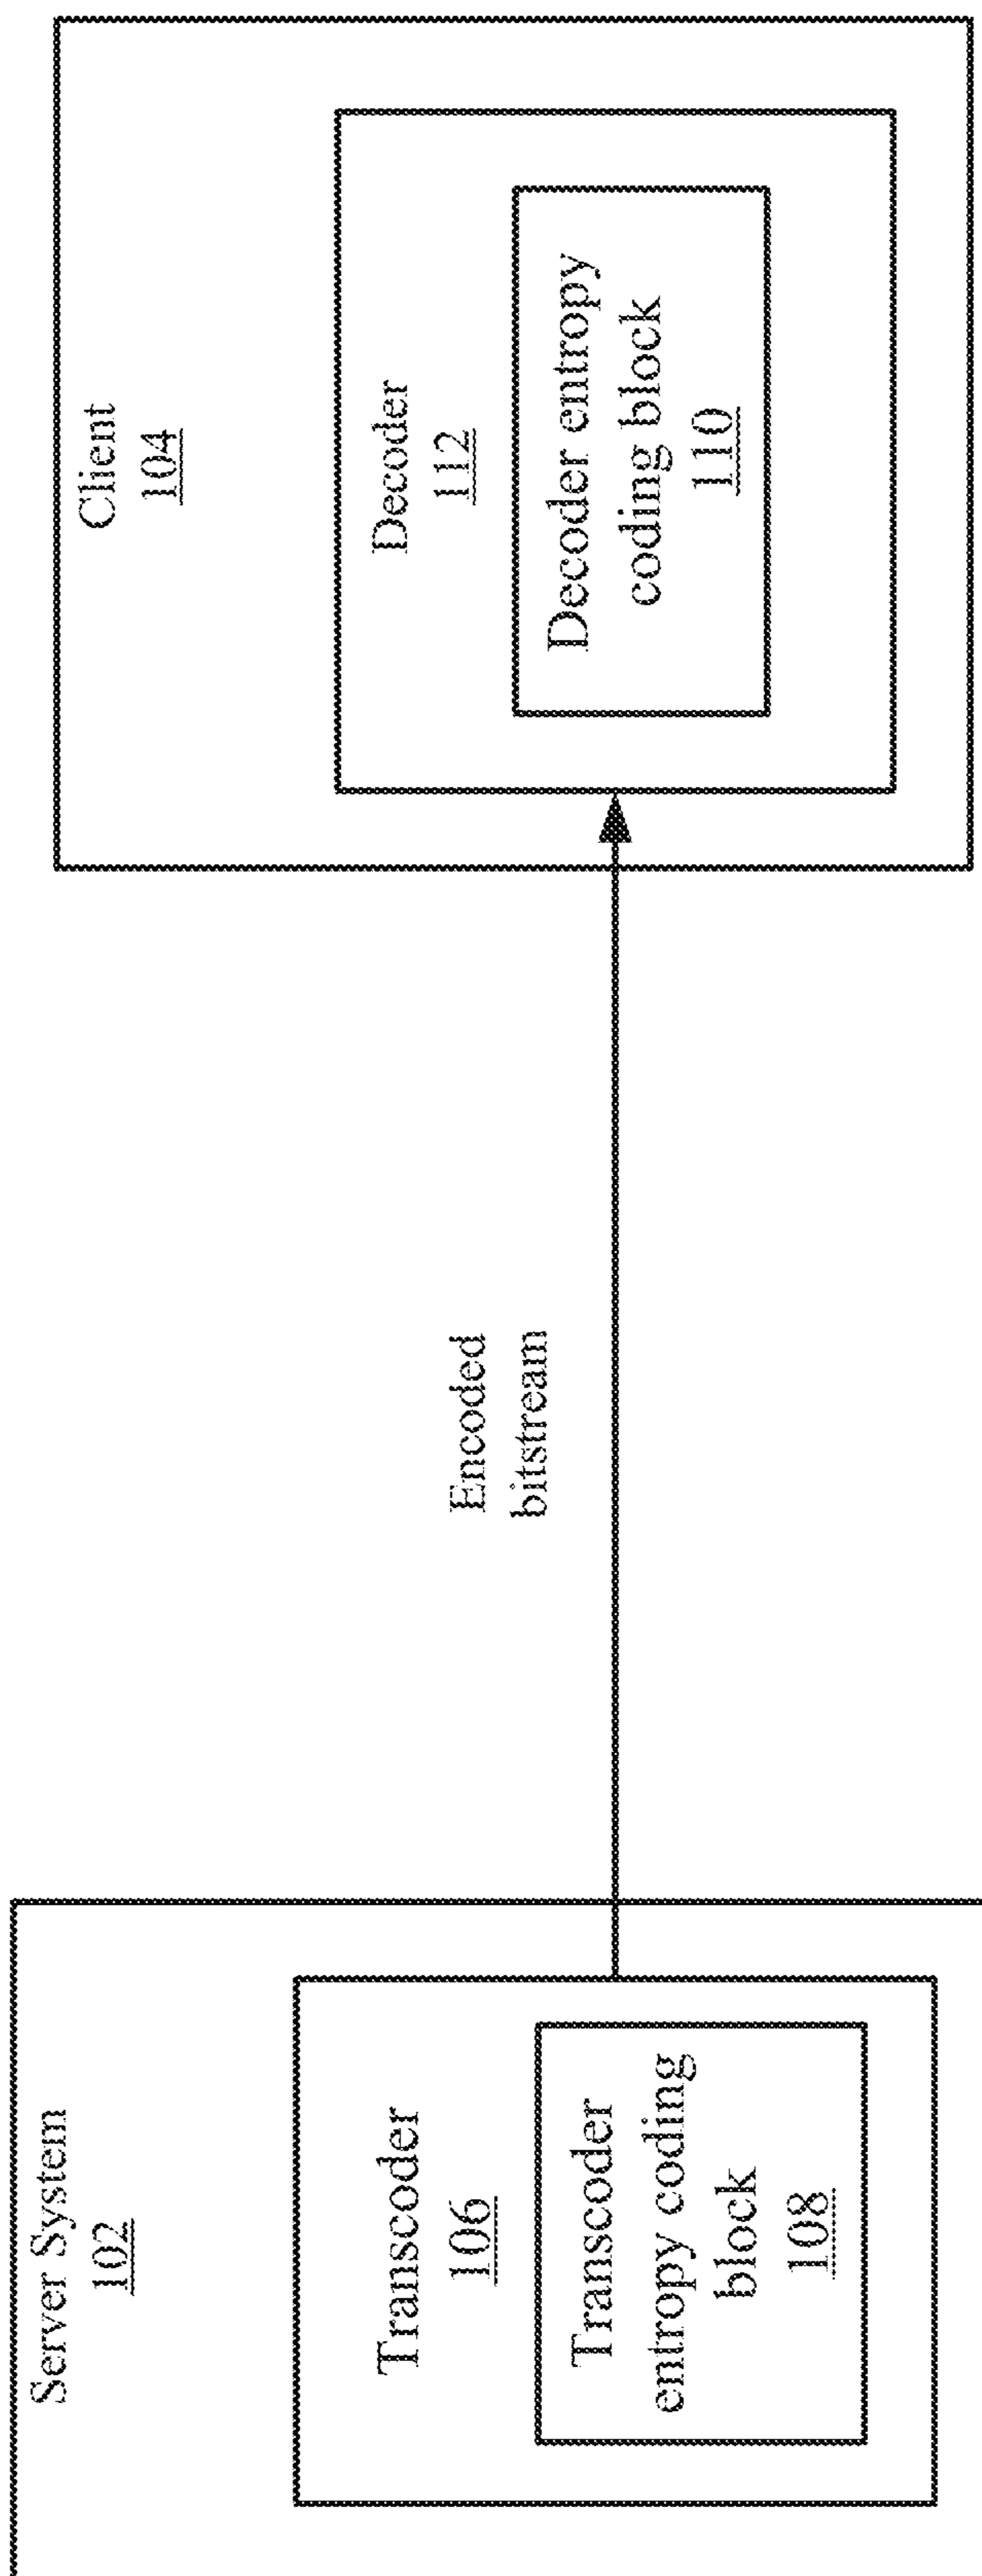 Server System
102
Transcoder
106
Transcoder
entropy coding
block
108
Encoded
bitstream
Client
104
Decoder
112
Decoder entropy
coding block
110